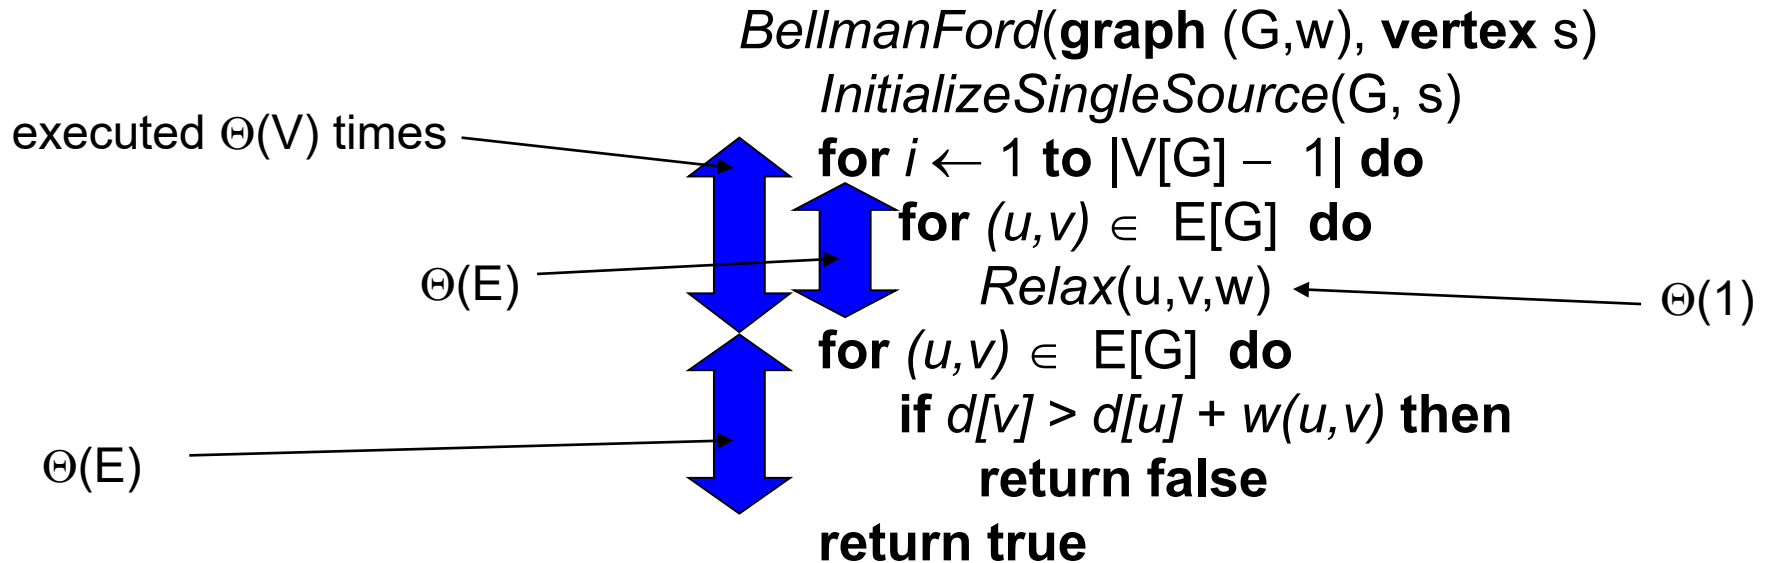 BellmanFord(graph (G,w), vertex s)
InitializeSingleSource(G, s)
executed Θ(V) times
for i ← 1 to |V[G] – 1| do
for (u,v) ∈ E[G] do
Θ(E)
Relax(u,v,w)
Θ(1)
for (u,v) ∈ E[G] do
if d[v] > d[u] + w(u,v) then
Θ(E)
return false
return true